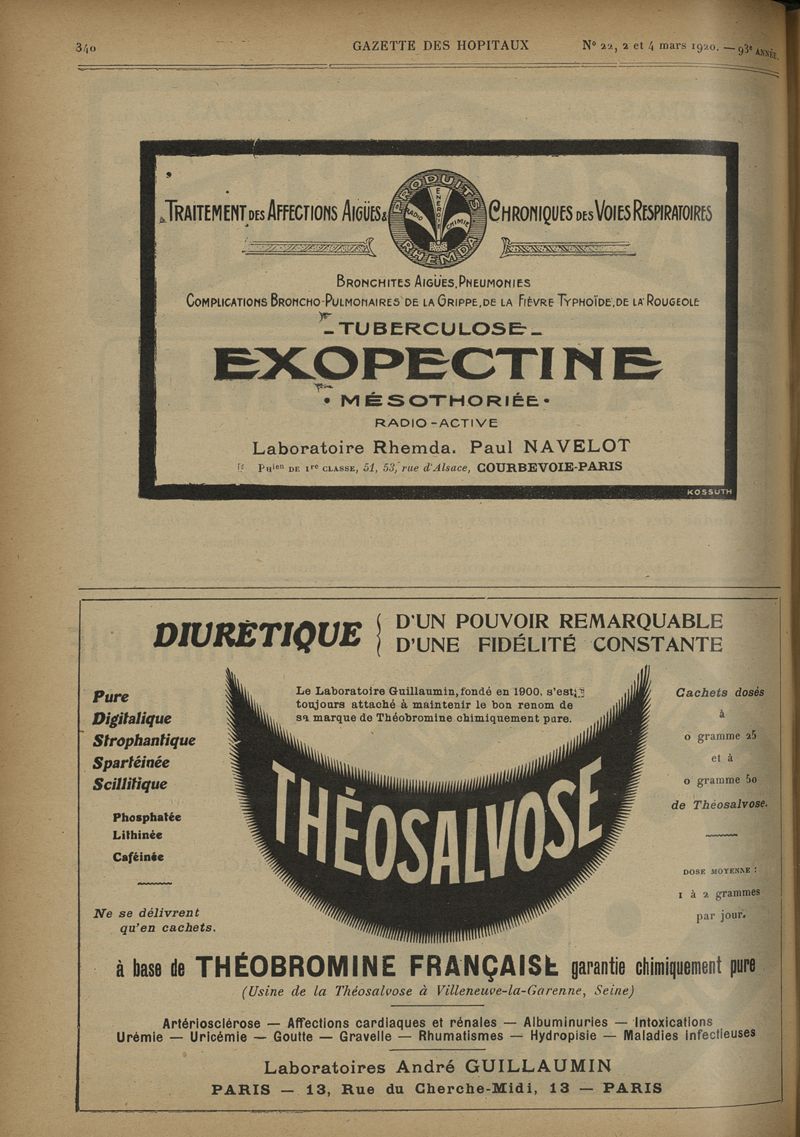 340
GAZETTE DES HOPITAUX
N° 22, 2 et 4 mars 1920. — 93e ANNÉE.
TRAITEMENT DES AFFECTIONS AIGÜES & CHRONIQUES DES VOIES RESPIRATOIRES
PRODUITS
ENERGIE
RADIO CHIMIE
RHEMDA
BRONCHITES AIGÜES, PNEUMONIES
COMPLICATIONS BRONCHO-PULMONAIRES DE LA GRIPPE, DE LA FIÈVRE TYPHOÏDE, DE LA ROUGEOLE
_ TUBERCULOSE _
EXOPECTINE
• MÉSOTHORIÉE •
RADIO-ACTIVE
Laboratoire Rhemda. Paul NAVELOT
Phien DE 1re CLASSE, 51, 53, rue d'Alsace, COURBEVOIE-PARIS
KOSSUTH
DIURÉTIQUE { D'UN POUVOIR REMARQUABLE
D'UNE FIDÉLITÉ CONSTANTE
Le Laboratoire Guillaumin, fondé en 1900, s'est
toujours attaché à maintenir le bon renom de
sa marque de Théobromine chimiquement pure.
Pure
Digitalique
Strophantique
Spartéinée
Scillitique
Phosphatée
Lithinée
Caféinée
Ne se délivrent
qu'en cachets.
THÉOSALVOSE
Cachets dosés
à
0 gramme 25
et à
0 gramme 50
de Théosalvose.
DOSE MOYENNE :
1 à 2 grammes
par jour.
à base de THÉOBROMINE FRANÇAISE garantie chimiquement pure
(Usine de la Théosalvose à Villeneuve-la-Garenne, Seine)
Artériosclérose — Affections cardiaques et rénales — Albuminuries — Intoxications
Urémie — Uricémie — Goutte — Gravelle — Rhumatismes — Hydropisie — Maladies infectieuses
Laboratoires André GUILLAUMIN
PARIS — 13, Rue du Cherche-Midi, 13 — PARIS